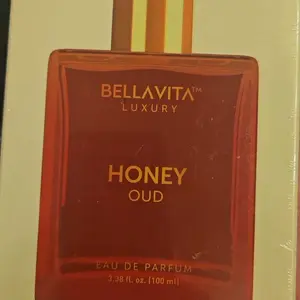 BELLAVITA™
LUXURY
HONEY
OUD
EAU DE PARFUM
3.38 fl. oz. (100 ml)